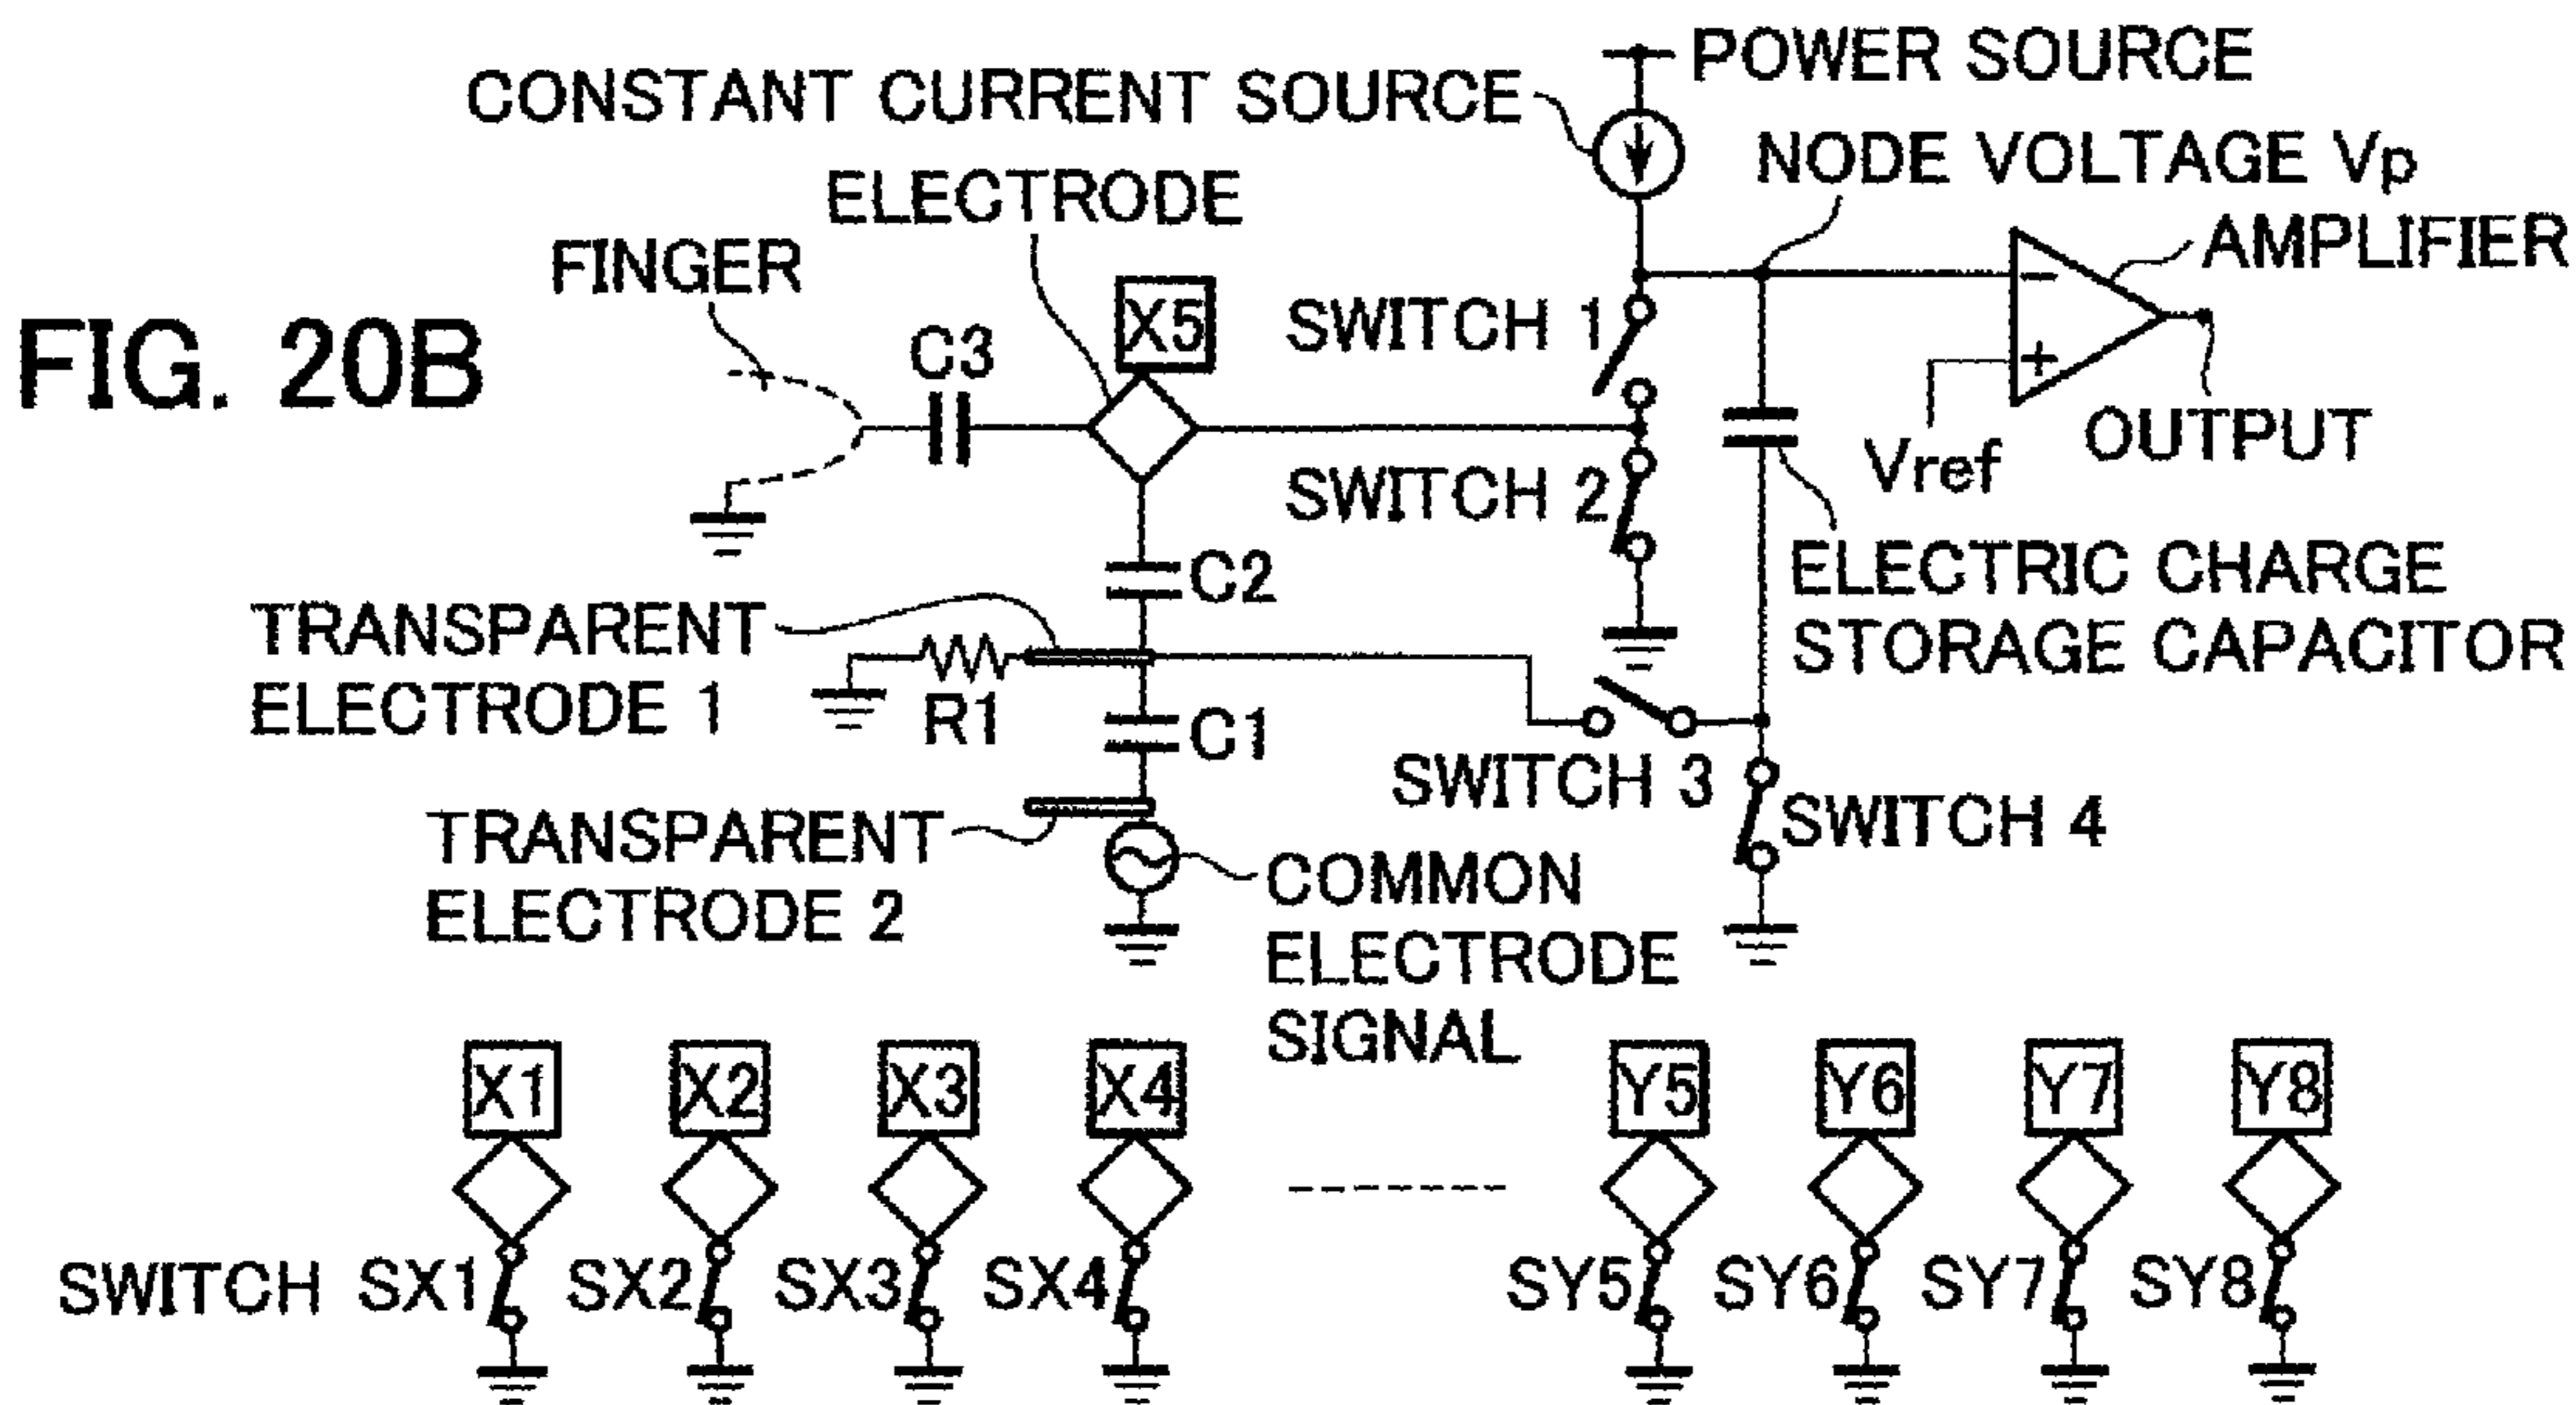 FIG. 20B
POWER SOURCE
CONSTANT CURRENT SOURCE
NODE VOLTAGE Vp
ELECTRODE
AMPLIFIER
FINGER
X5
SWITCH 1
C3
−
+
OUTPUT
Vref
SWITCH 2
C2
ELECTRIC CHARGE
STORAGE CAPACITOR
TRANSPARENT
ELECTRODE 1
R1
C1
SWITCH 3
SWITCH 4
TRANSPARENT
ELECTRODE 2
COMMON
ELECTRODE
SIGNAL
X1 X2 X3 X4 Y5 Y6 Y7 Y8
SWITCH SX1 SX2 SX3 SX4 SY5 SY6 SY7 SY8